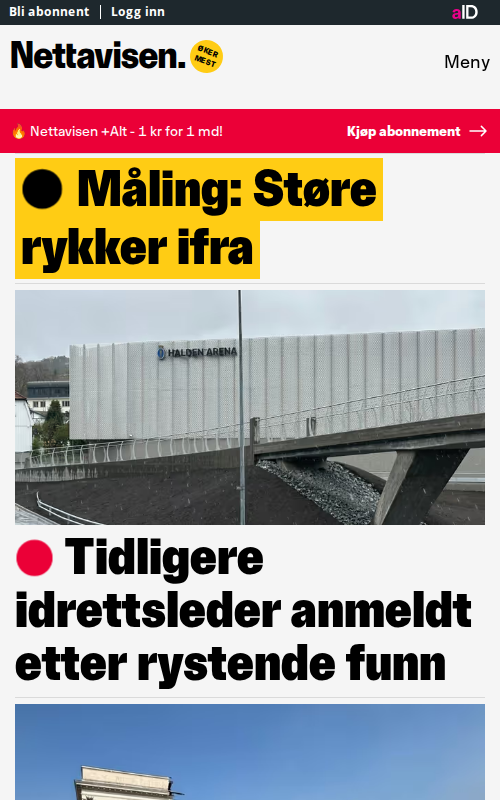 Bli abonnent | Logg inn
aID
Nettavisen.
ØKER
MEST
Meny
Nettavisen +Alt - 1 kr for 1 md!
Kjøp abonnement →
Måling: Støre
rykker ifra
HALDEN ARENA
Tidligere
idrettsleder anmeldt
etter rystende funn